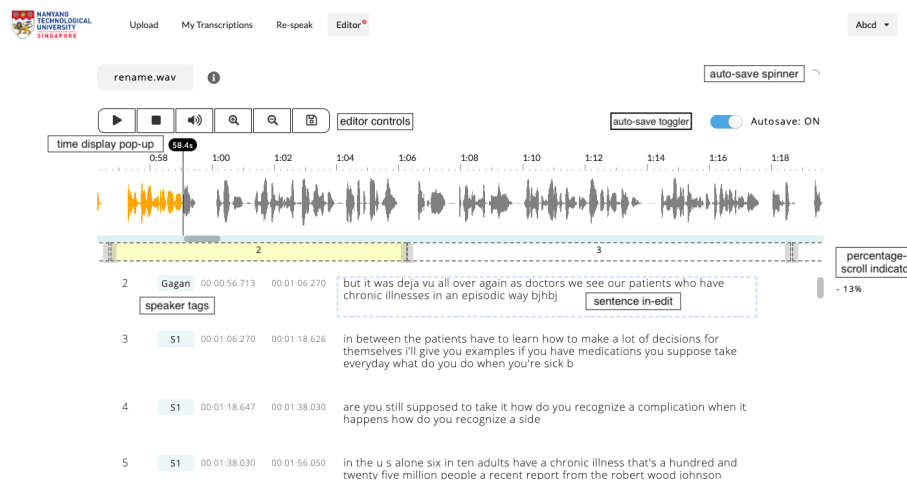 NANYANG
TECHNOLOGICAL
UNIVERSITY
SINGAPORE
Upload My Transcriptions Re-speak Editor Abcd
rename.wav auto-save spinner
editor controls auto-save toggler Autosave: ON
time display pop-up 58.4s
0:58 1:00 1:02 1:04 1:06 1:08 1:10 1:12 1:14 1:16 1:18
2 3
percentage-
scroll indicato
- 13%
2 Gagan 00:00:56.713 00:01:06.270 but it was deja vu all over again as doctors we see our patients who have
chronic illnesses in an episodic way bjhbj
speaker tags sentence in-edit
3 S1 00:01:06.270 00:01:18.626 in between the patients have to learn how to make a lot of decisions for
themselves i'll give you examples if you have medications you suppose take
everyday what do you do when you're sick b
4 S1 00:01:18.647 00:01:38.030 are you still supposed to take it how do you recognize a complication when it
happens how do you recognize a side
5 S1 00:01:38.030 00:01:56.050 in the u s alone six in ten adults have a chronic illness that's a hundred and
twenty five million people a recent report from the robert wood johnson